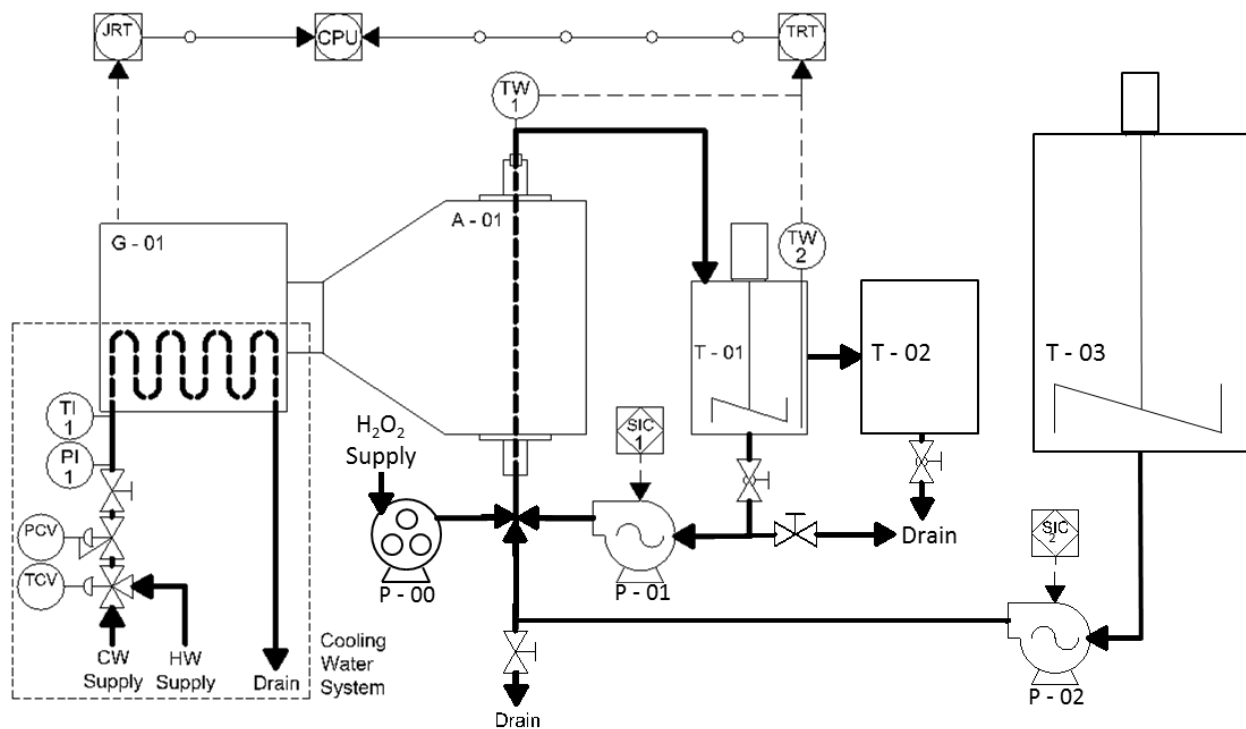 JRT
CPU
TRT
TW
1
G - 01
A - 01
TW
2
T - 01
T - 02
T - 03
TI
1
PI
1
H₂O₂
Supply
SIC
1
PCV
TCV
P - 00
P - 01
Drain
SIC
2
CW
Supply
HW
Supply
Drain
Cooling
Water
System
Drain
P - 02